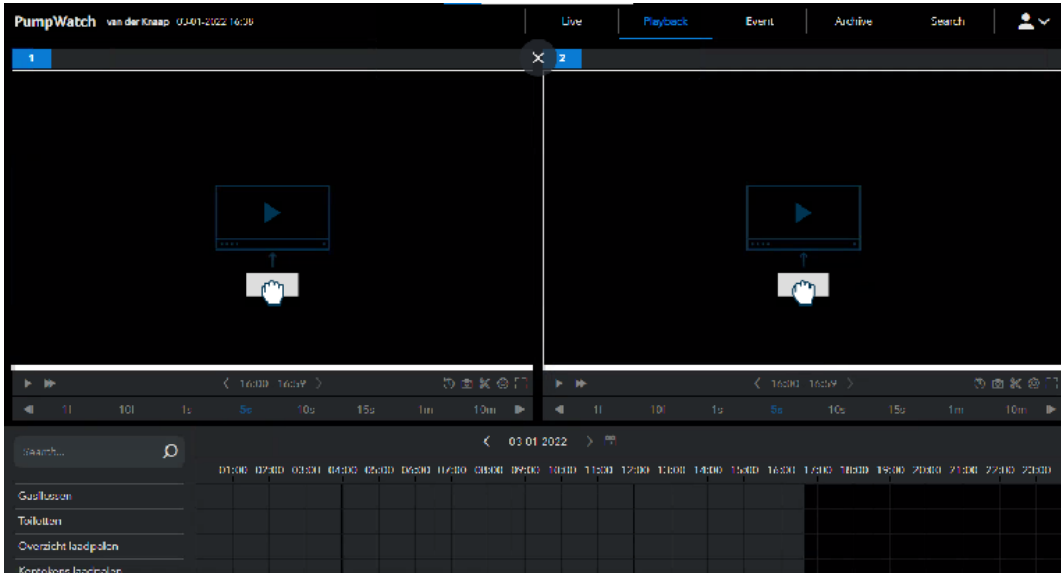 PumpWatch van der Knaap 03-01-2022 16:38 Live Playback Event Archive Search
1 2
16:00 16:59 16:00 16:59
1f 10f 1s 5s 10s 15s 1m 10m 1f 10f 1s 5s 10s 15s 1m 10m
Search... 03 01 2022
01:00 02:00 03:00 04:00 05:00 06:00 07:00 08:00 09:00 10:00 11:00 12:00 13:00 14:00 15:00 16:00 17:00 18:00 19:00 20:00 21:00 22:00 23:00
Gasflessen
Toiletten
Overzicht laadpalen
Kentekens laadpalen